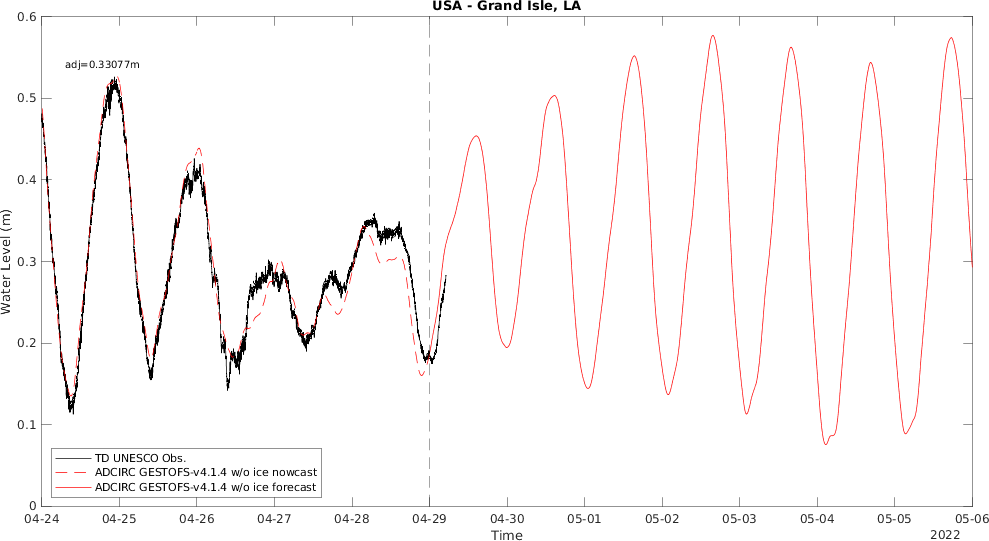 USA - Grand Isle, LA
adj=0.33077m
Water Level (m)
0.6
0.5
0.4
0.3
0.2
0.1
0
TD UNESCO Obs.
ADCIRC GESTOFS-v4.1.4 w/o ice nowcast
ADCIRC GESTOFS-v4.1.4 w/o ice forecast
04-24 04-25 04-26 04-27 04-28 04-29 04-30 05-01 05-02 05-03 05-04 05-05 05-06
Time
2022